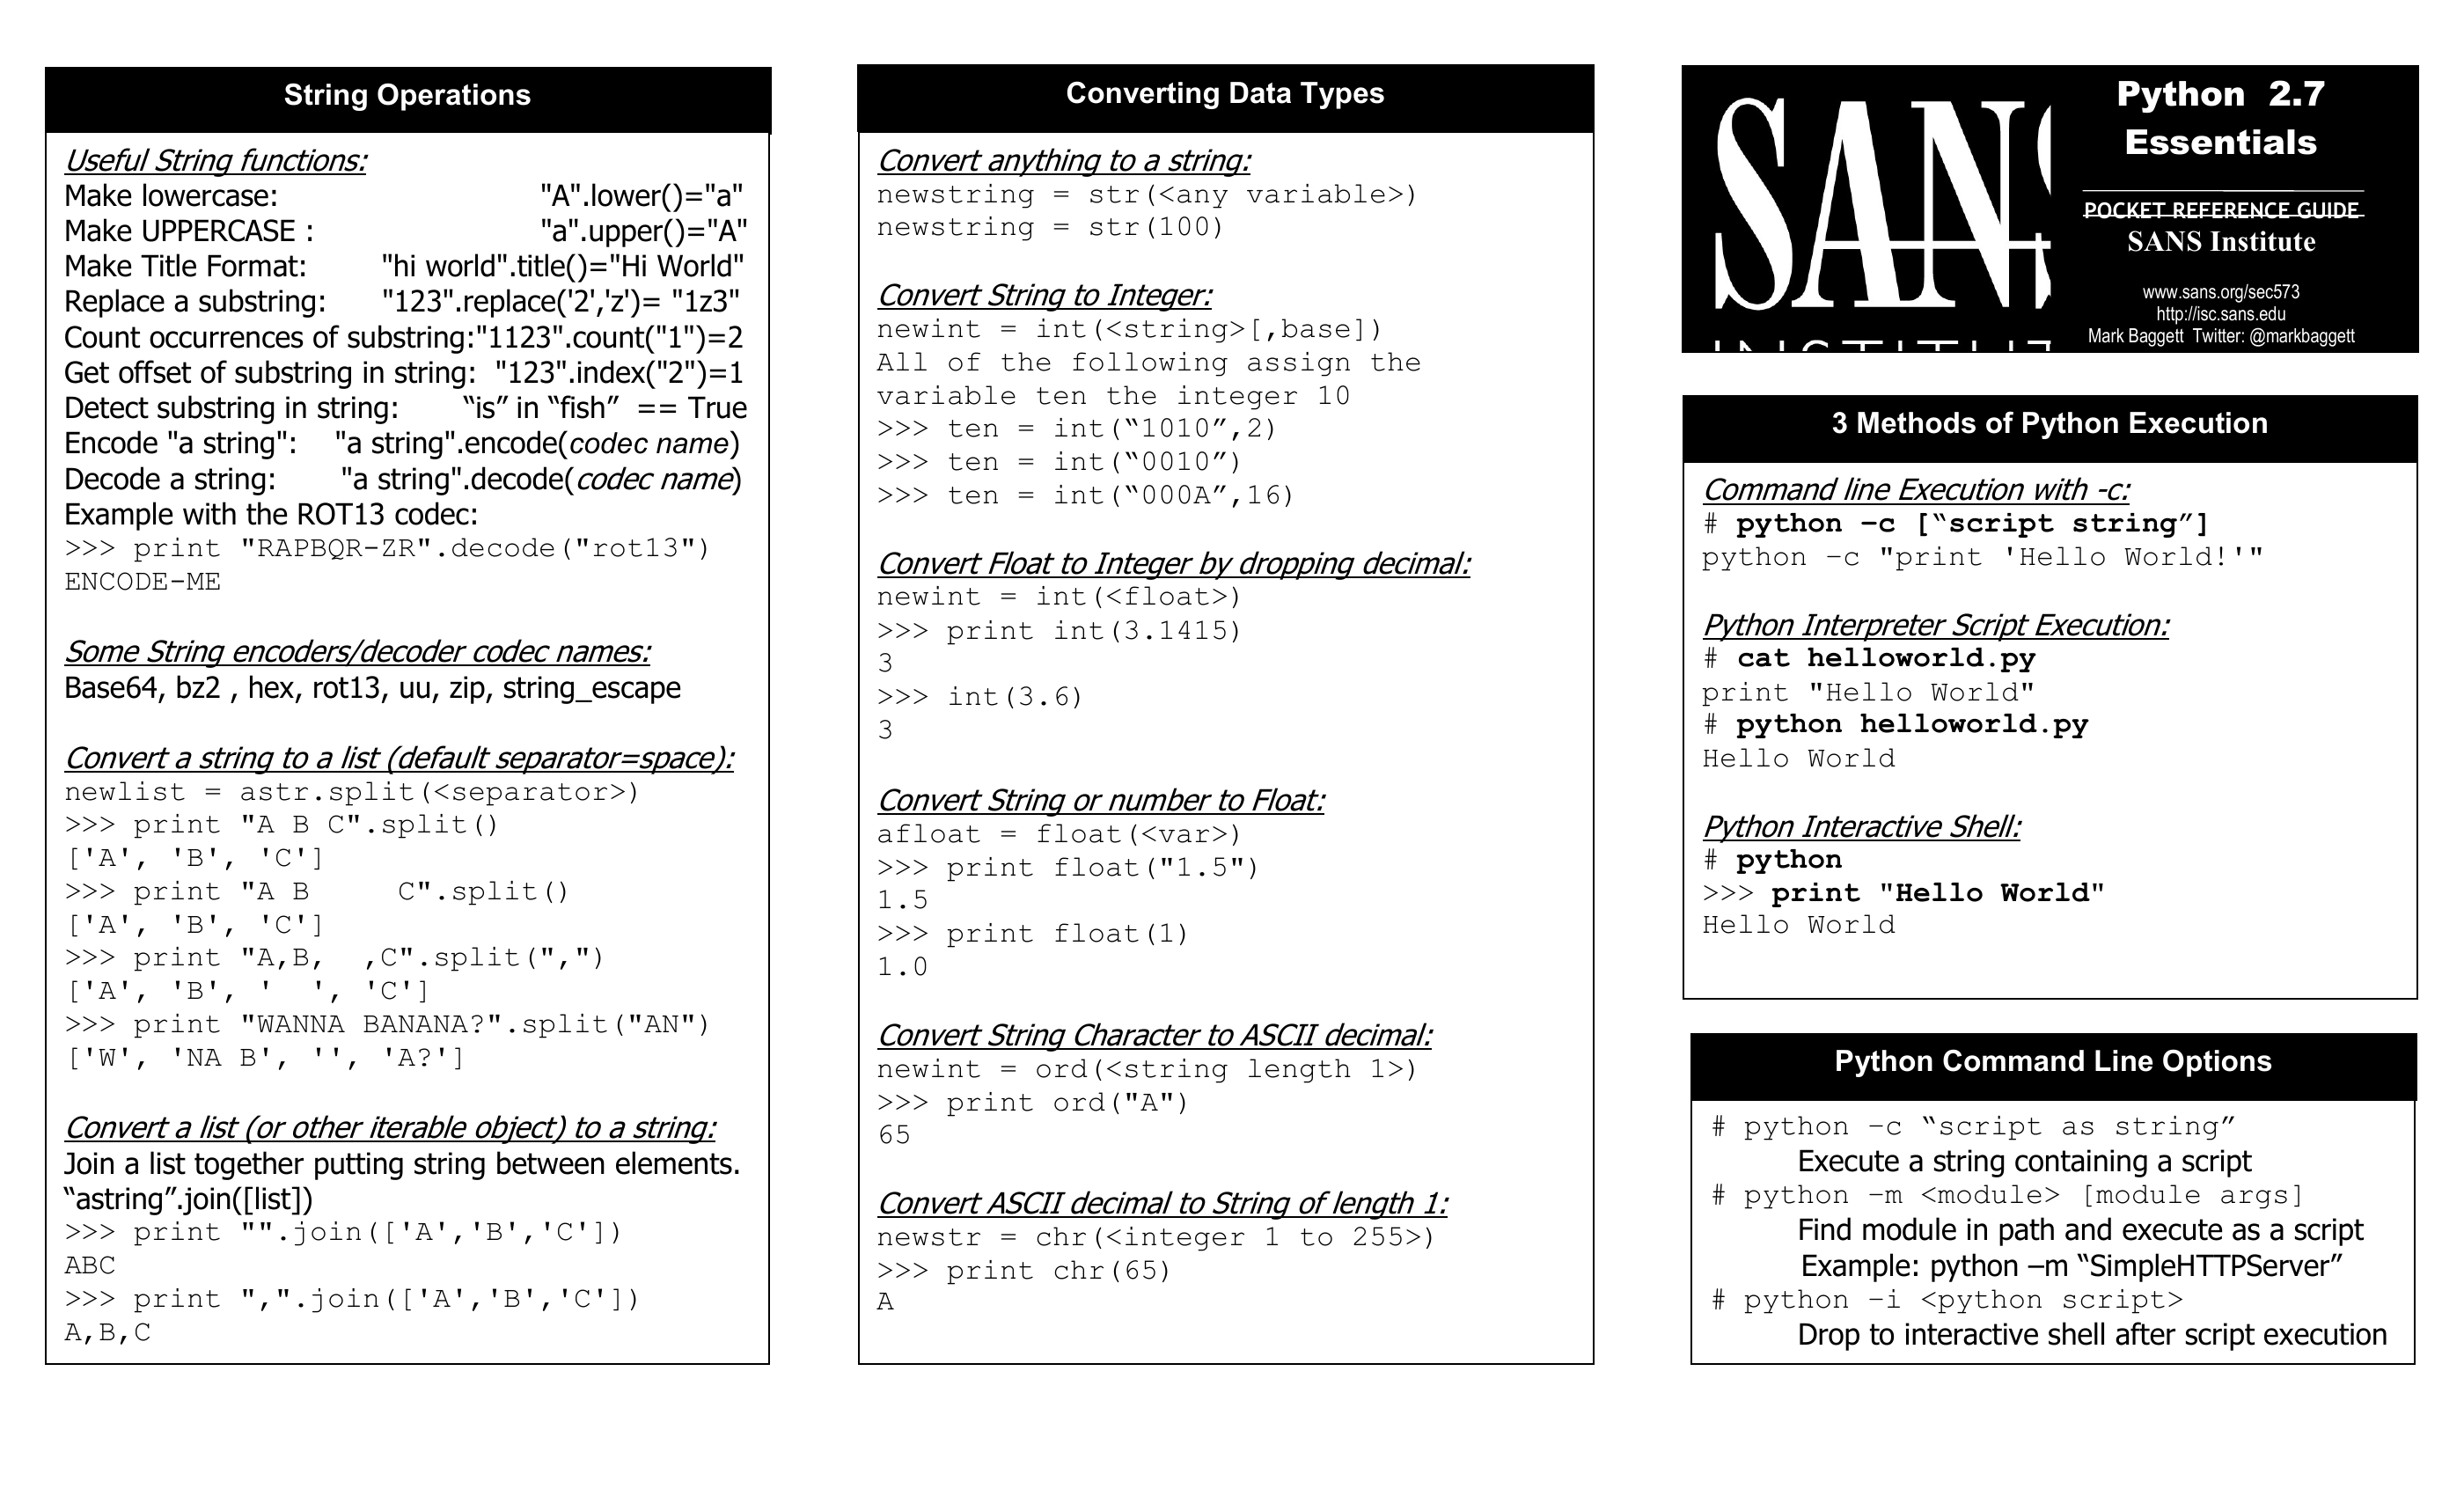 String Operations
Useful String functions:
Make lowercase: "A".lower()="a"
Make UPPERCASE : "a".upper()="A"
Make Title Format: "hi world".title()="Hi World"
Replace a substring: "123".replace('2','z')= "1z3"
Count occurrences of substring:"1123".count("1")=2
Get offset of substring in string: "123".index("2")=1
Detect substring in string: “is” in “fish” == True
Encode "a string": "a string".encode(codec name)
Decode a string: "a string".decode(codec name)
Example with the ROT13 codec:
>>> print "RAPBQR-ZR".decode("rot13")
ENCODE-ME
Some String encoders/decoder codec names:
Base64, bz2 , hex, rot13, uu, zip, string_escape
Convert a string to a list (default separator=space):
newlist = astr.split(<separator>)
>>> print "A B C".split()
['A', 'B', 'C']
>>> print "A B     C".split()
['A', 'B', 'C']
>>> print "A,B,  ,C".split(",")
['A', 'B', '  ', 'C']
>>> print "WANNA BANANA?".split("AN")
['W', 'NA B', '', 'A?']
Convert a list (or other iterable object) to a string:
Join a list together putting string between elements.
“astring”.join([list])
>>> print "".join(['A','B','C'])
ABC
>>> print ",".join(['A','B','C'])
A,B,C
Converting Data Types
Convert anything to a string:
newstring = str(<any variable>)
newstring = str(100)
Convert String to Integer:
newint = int(<string>[,base])
All of the following assign the
variable ten the integer 10
>>> ten = int(“1010”,2)
>>> ten = int(“0010”)
>>> ten = int(“000A”,16)
Convert Float to Integer by dropping decimal:
newint = int(<float>)
>>> print int(3.1415)
3
>>> int(3.6)
3
Convert String or number to Float:
afloat = float(<var>)
>>> print float("1.5")
1.5
>>> print float(1)
1.0
Convert String Character to ASCII decimal:
newint = ord(<string length 1>)
>>> print ord("A")
65
Convert ASCII decimal to String of length 1:
newstr = chr(<integer 1 to 255>)
>>> print chr(65)
A
SANS
Python 2.7
Essentials
POCKET REFERENCE GUIDE
SANS Institute
www.sans.org/sec573
http://isc.sans.edu
Mark Baggett Twitter: @markbaggett
3 Methods of Python Execution
Command line Execution with -c:
# python –c [“script string”]
python –c "print 'Hello World!'"
Python Interpreter Script Execution:
# cat helloworld.py
print "Hello World"
# python helloworld.py
Hello World
Python Interactive Shell:
# python
>>> print "Hello World"
Hello World
Python Command Line Options
# python –c “script as string”
Execute a string containing a script
# python –m <module> [module args]
Find module in path and execute as a script
Example: python –m “SimpleHTTPServer”
# python –i <python script>
Drop to interactive shell after script execution